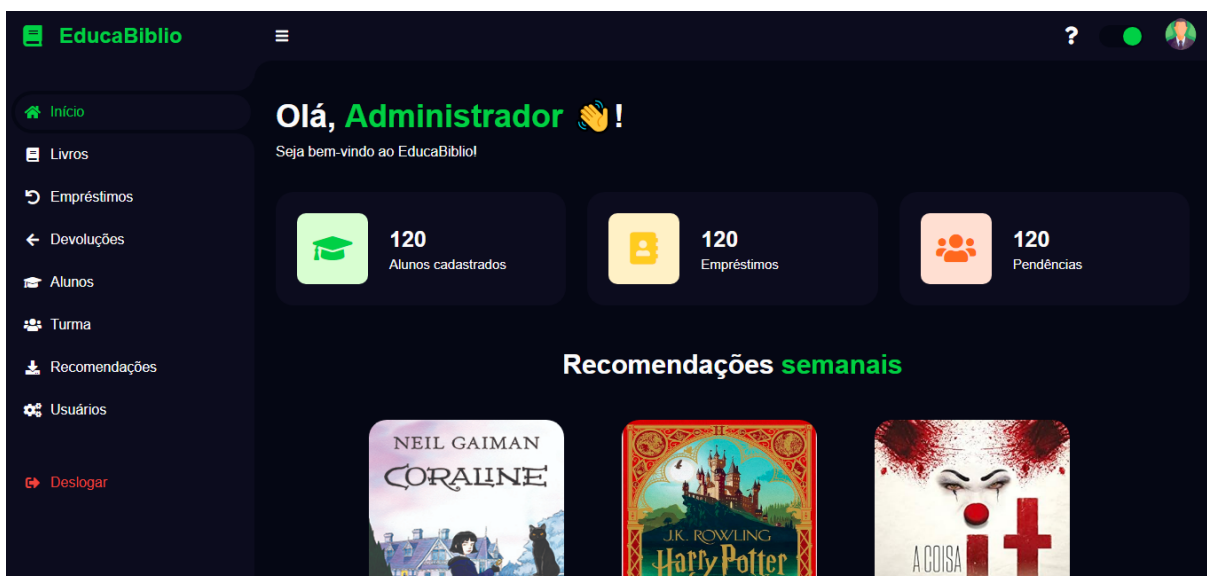 EducaBiblio
?
Início
Livros
Empréstimos
Devoluções
Alunos
Turma
Recomendações
Usuários
Deslogar
Olá, Administrador 👋!
Seja bem-vindo ao EducaBiblio!
120
Alunos cadastrados
120
Empréstimos
120
Pendências
Recomendações semanais
NEIL GAIMAN
CORALINE
H
J.K. ROWLING
Harry Potter
A COISA
it